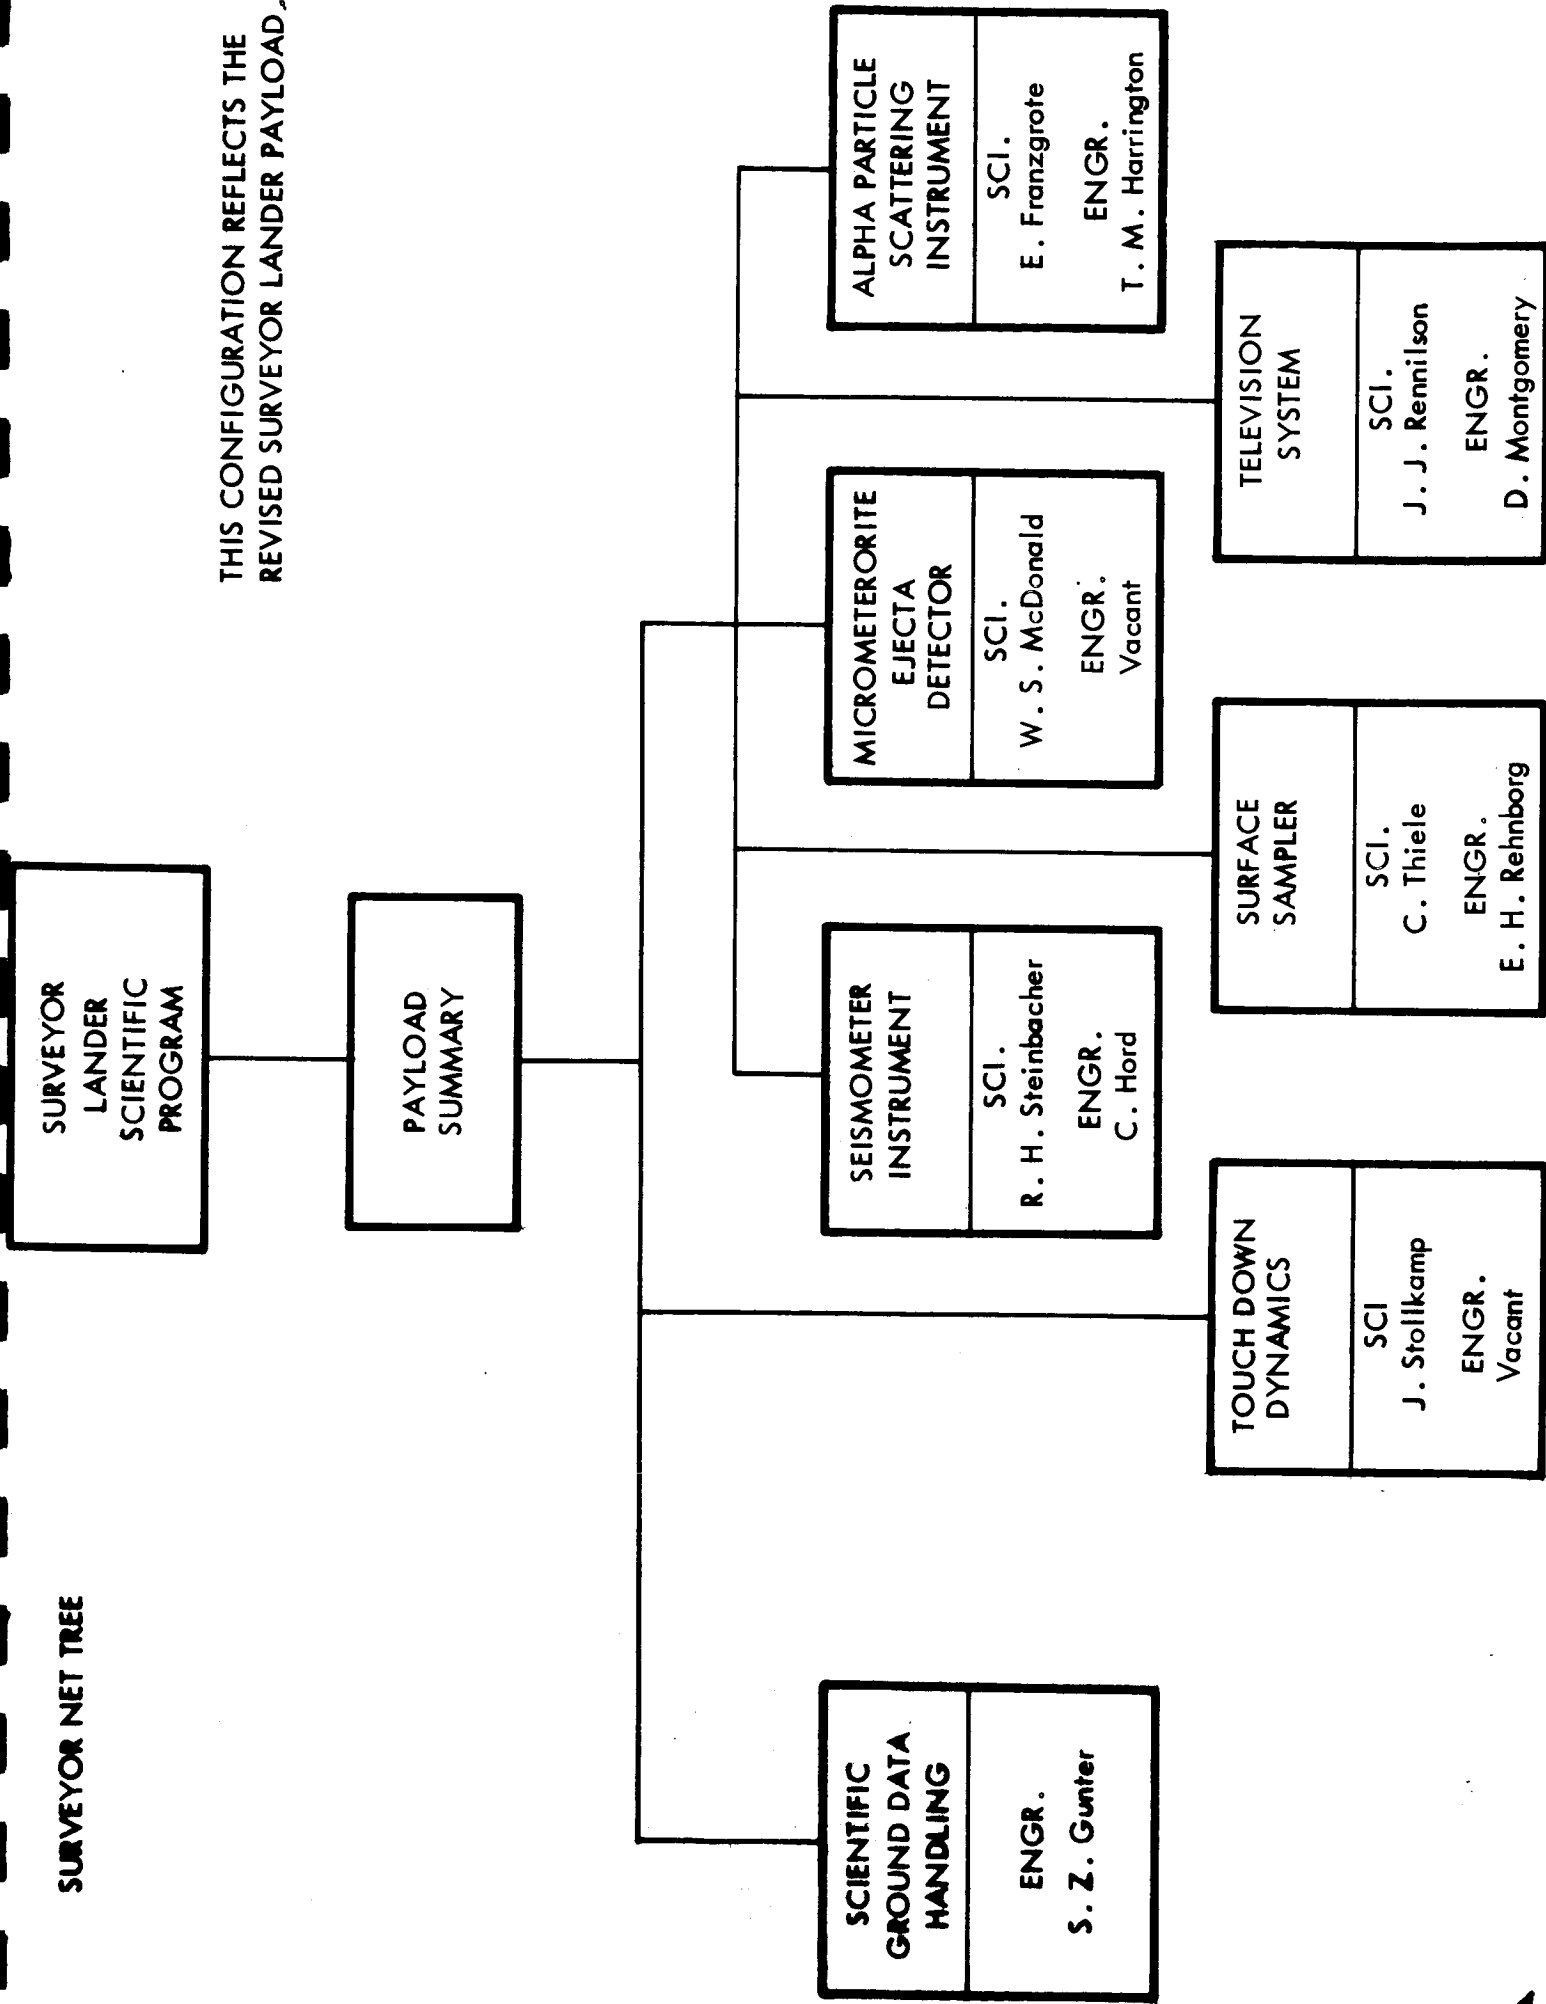 SURVEYOR NET TREE
THIS CONFIGURATION REFLECTS THE
REVISED SURVEYOR LANDER PAYLOAD.
SURVEYOR
LANDER
SCIENTIFIC
PROGRAM
PAYLOAD
SUMMARY
SCIENTIFIC
GROUND DATA
HANDLING
ENGR.
S. Z. Gunter
SEISMOMETER
INSTRUMENT
SCI.
R. H. Steinbacher
ENGR.
C. Hord
MICROMETERORITE
EJECTA
DETECTOR
SCI.
W. S. McDonald
ENGR.
Vacant
ALPHA PARTICLE
SCATTERING
INSTRUMENT
SCI.
E. Franzgrote
ENGR.
T. M. Harrington
TOUCH DOWN
DYNAMICS
SCI
J. Stollkamp
ENGR.
Vacant
SURFACE
SAMPLER
SCI.
C. Thiele
ENGR.
E. H. Rehnborg
TELEVISION
SYSTEM
SCI.
J. J. Rennilson
ENGR.
D. Montgomery